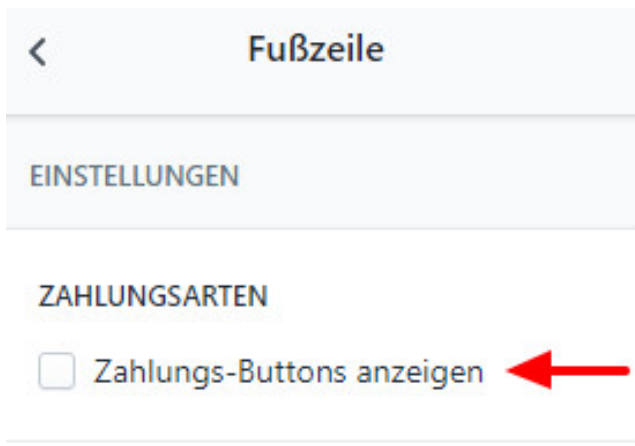 Fußzeile
EINSTELLUNGEN
ZAHLUNGSARTEN
Zahlungs-Buttons anzeigen